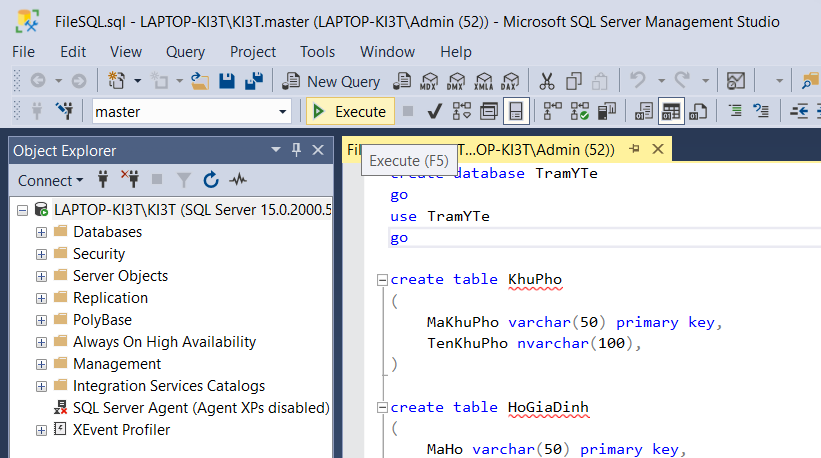 FileSQL.sql - LAPTOP-KI3T\KI3T.master (LAPTOP-KI3T\Admin (52)) - Microsoft SQL Server Management Studio
File Edit View Query Project Tools Window Help
New Query MDX DMX XMLA DAX
master Execute
Object Explorer
Fil T...OP-KI3T\Admin (52))
Execute (F5)
Connect
LAPTOP-KI3T\KI3T (SQL Server 15.0.2000.5
Databases
Security
Server Objects
Replication
PolyBase
Always On High Availability
Management
Integration Services Catalogs
SQL Server Agent (Agent XPs disabled)
XEvent Profiler
create database TramYTe
go
use TramYTe
go
create table KhuPho
(
MaKhuPho varchar(50) primary key,
TenKhuPho nvarchar(100),
)
create table HoGiaDinh
(
MaHo varchar(50) primary key,